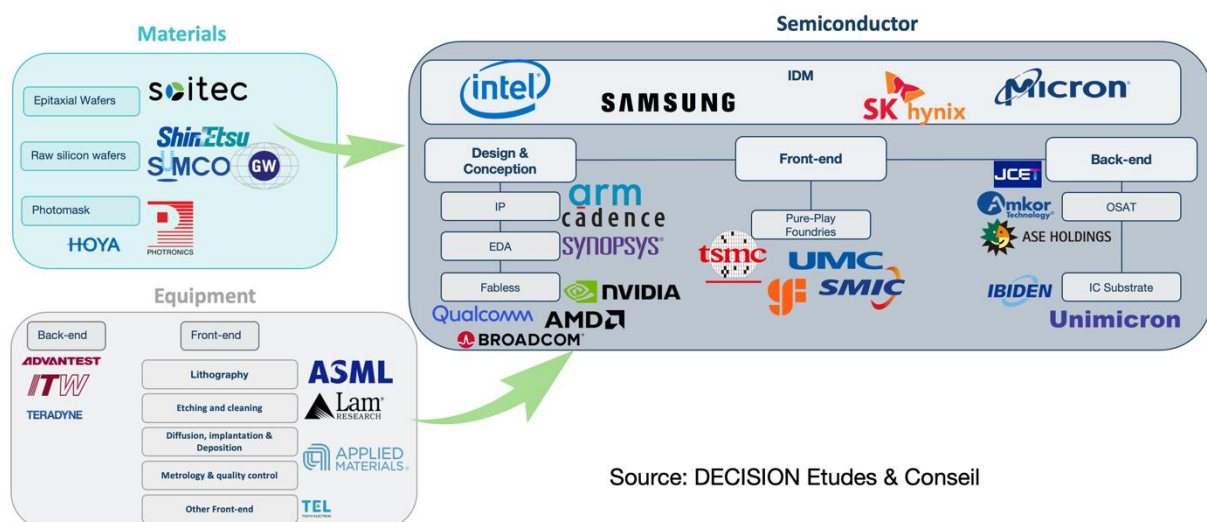 Materials
Epitaxial Wafers
soitec
Raw silicon wafers
ShinEtsu
SUMCO
GW
Photomask
HOYA
PHOTRONICS
Equipment
Back-end
Front-end
ADVANTEST
ITW
TERADYNE
Lithography
ASML
Etching and cleaning
Lam
RESEARCH
Diffusion, implantation &
Deposition
APPLIED
MATERIALS®
Metrology & quality control
Other Front-end
TEL
TOKYO ELECTRON
Semiconductor
IDM
intel
SAMSUNG
SK hynix
Micron®
Design &
Conception
Front-end
Back-end
IP
arm
cadence
EDA
SYNOPSYS®
Fabless
NVIDIA
Qualcomm
AMD
BROADCOM®
Pure-Play
Foundries
tsmc
UMC
gf
SMIC
JCET
Amkor
Technology®
OSAT
ASE HOLDINGS
IBIDEN
IC Substrate
Unimicron
Source: DECISION Etudes & Conseil